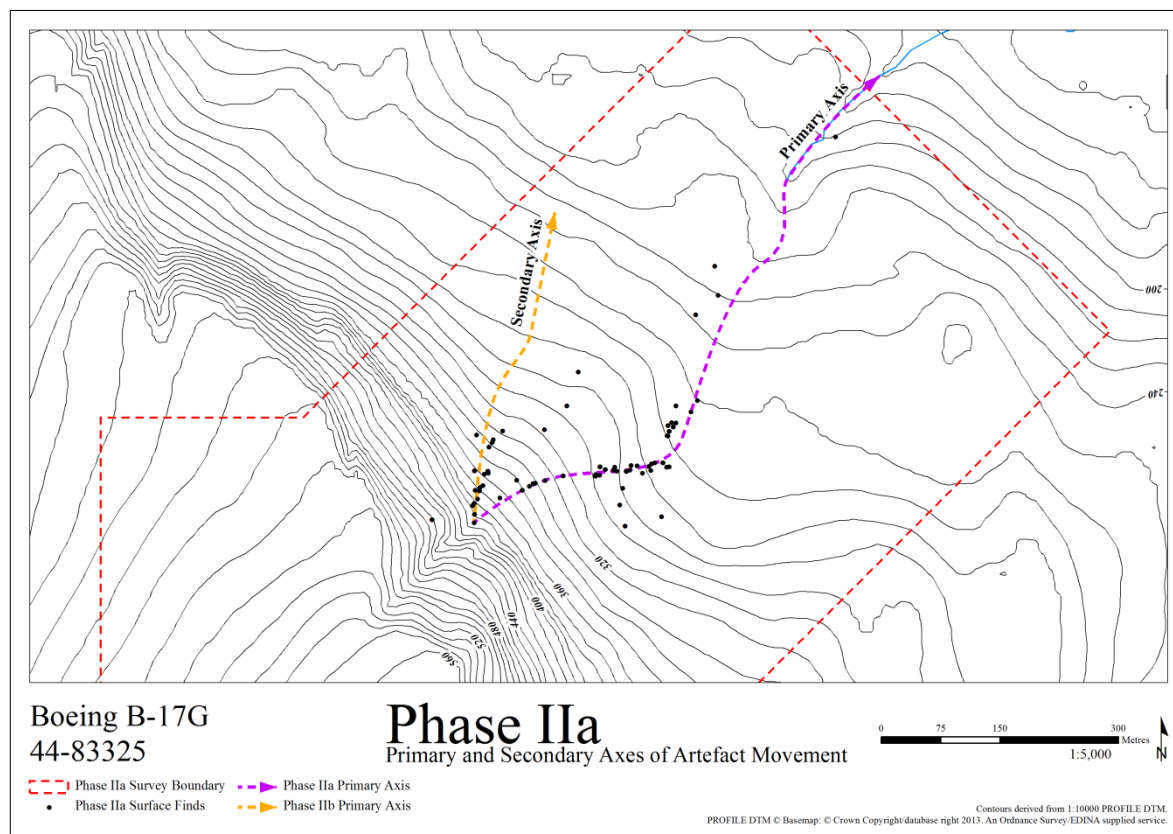 Primary Axis
Secondary Axis
200
240
320
360
400
440
480
520
560
Boeing B-17G
44-83325
Phase IIa
Primary and Secondary Axes of Artefact Movement
0 75 150 300
Metres
1:5,000
N
Phase IIa Survey Boundary
Phase IIa Primary Axis
Phase IIa Surface Finds
Phase IIb Primary Axis
Contours derived from 1:10000 PROFILE DTM.
PROFILE DTM © Basemap: © Crown Copyright/database right 2013. An Ordnance Survey/EDINA supplied service.